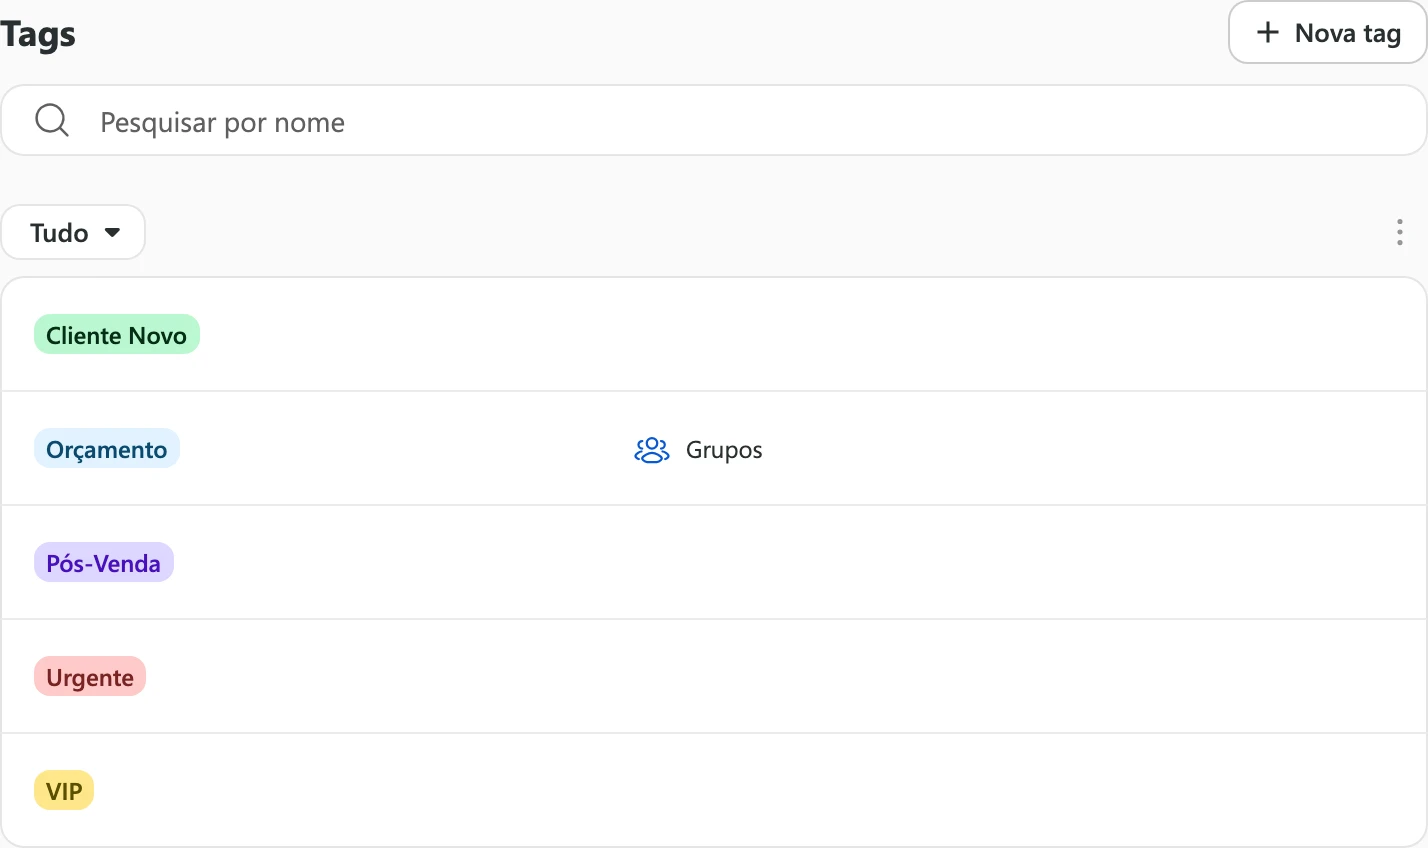 Tags
Nova tag
Pesquisar por nome
Tudo
Cliente Novo
Orçamento
Grupos
Pós-Venda
Urgente
VIP